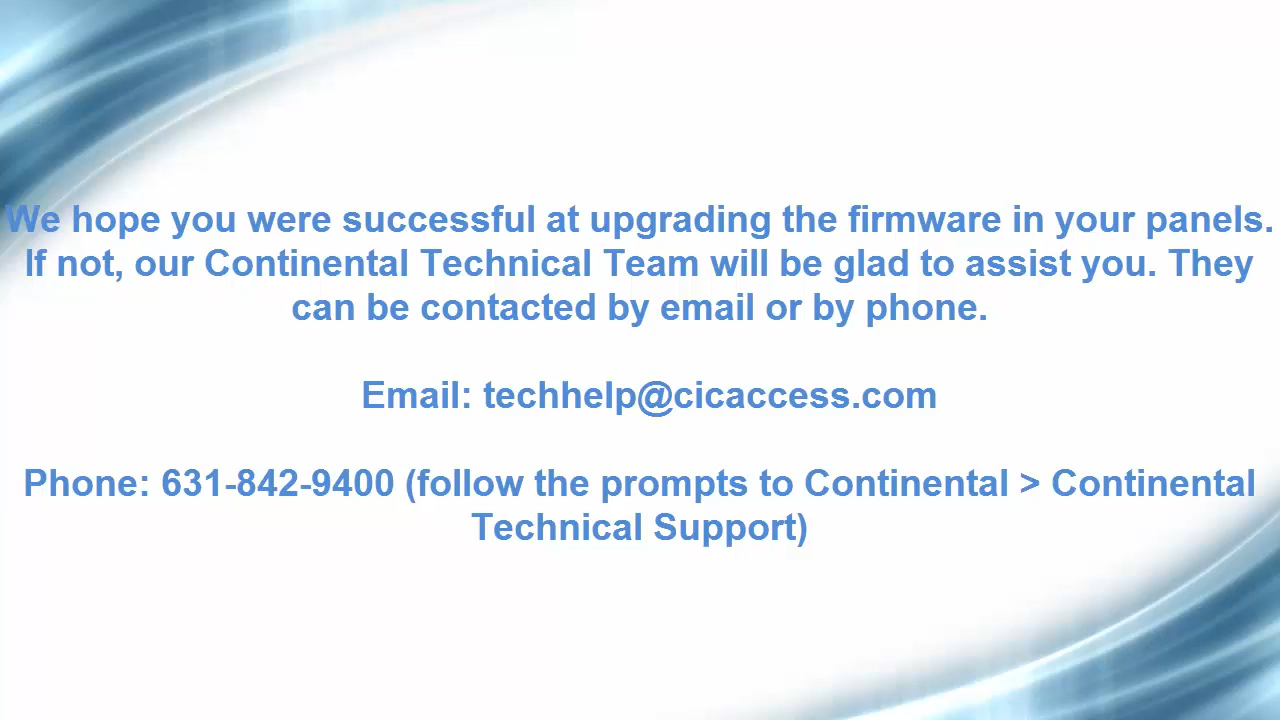 We hope you were successful at upgrading the firmware in your panels.
If not, our Continental Technical Team will be glad to assist you. They
can be contacted by email or by phone.
Email: techhelp@cicaccess.com
Phone: 631-842-9400 (follow the prompts to Continental > Continental
Technical Support)